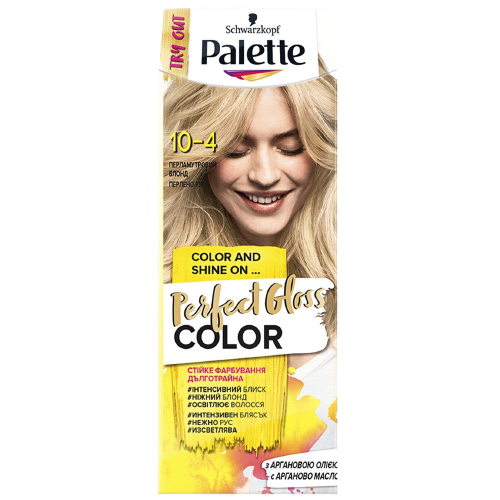 TRY OUT
Schwarzkopf
Palette
10-4
ПЕРЛАМУТРОВИЙ
БЛОНД
ПЕРЛЕНО
COLOR AND
SHINE ON ...
Perfect Gloss
COLOR
СТІЙКЕ ФАРБУВАННЯ
ДЪЛГОТРАЙНА
#ІНТЕНСИВНИЙ БЛИСК
#НІЖНИЙ БЛОНД
#ОСВІТЛЮЄ ВОЛОССЯ
#ИНТЕНЗИВЕН БЛЯСЪК
#НЕЖНО РУС
#ИЗСВЕТЛЯВА
з АРГАНОВОЮ ОЛІЄЮ
с АРГАНОВО МАСЛО